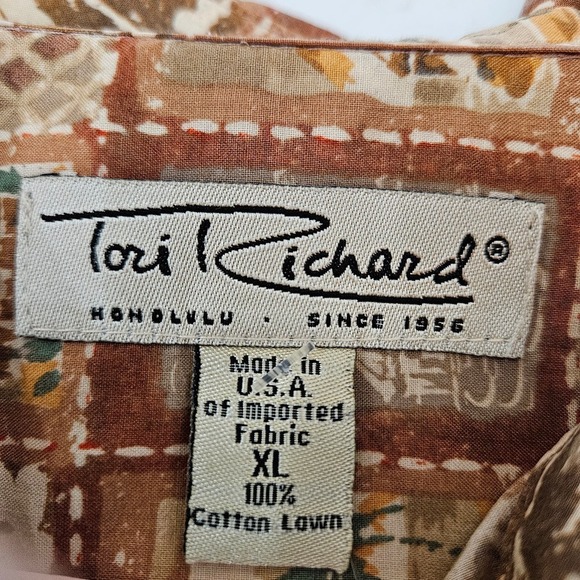 Tori Richard®
HONOLULU · SINCE 1956
Made in
U.S.A.
of Imported
Fabric
XL
100%
Cotton Lawn